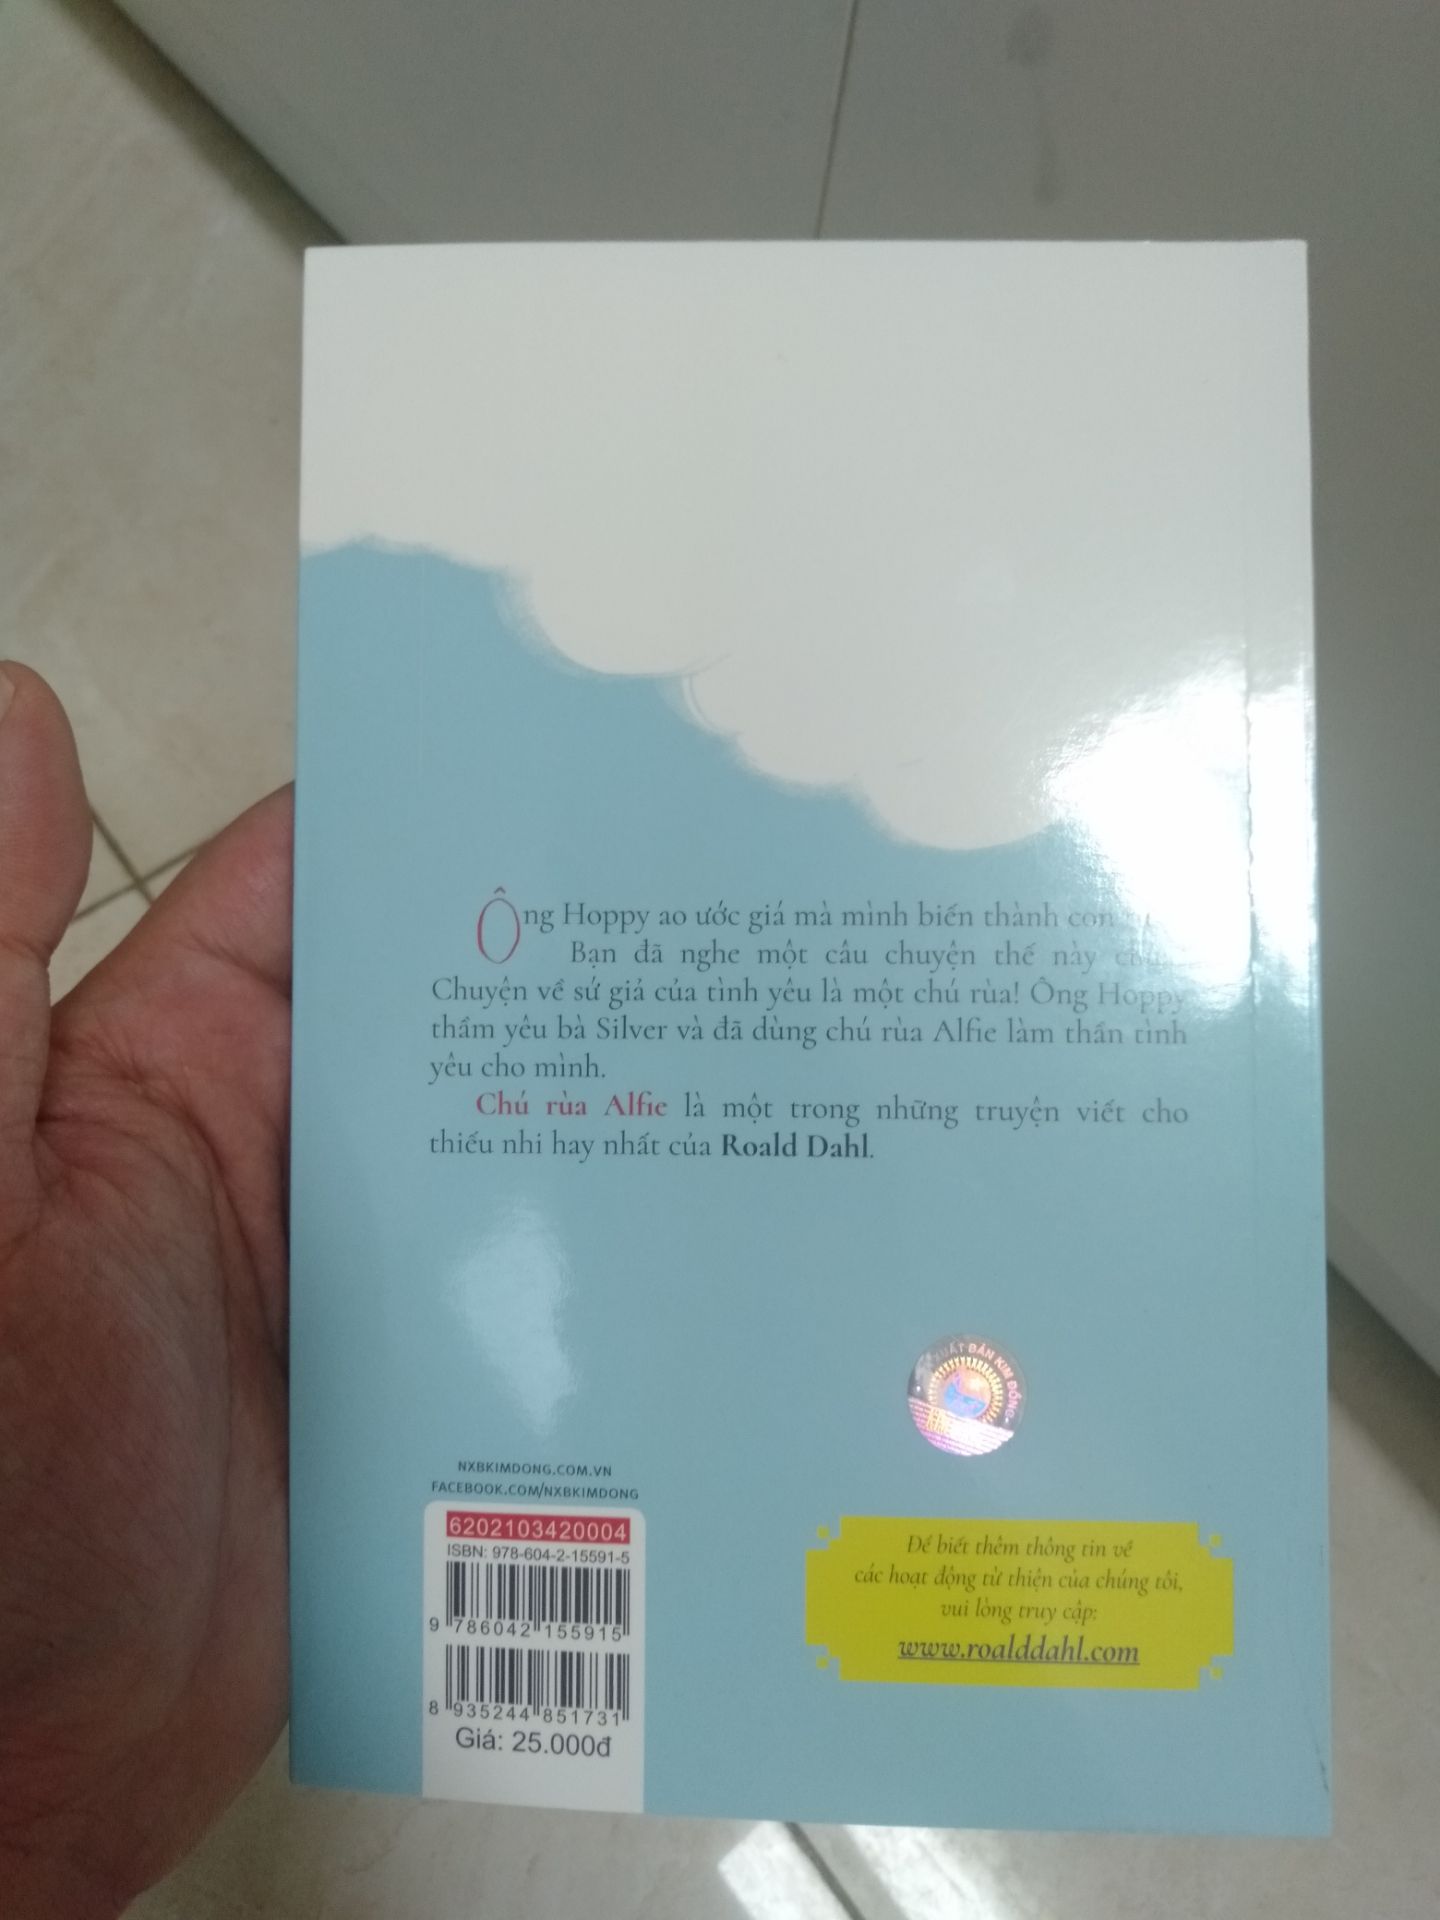 Ông Hoppy ao ước giá mà mình biến thành con
Bạn đã nghe một câu chuyện thế này
Chuyện về sứ giả của tình yêu là một chú rùa! Ông Hoppy
thầm yêu bà Silver và đã dùng chú rùa Alfie làm thần tình
yêu cho mình.
Chú rùa Alfie là một trong những truyện viết cho
thiếu nhi hay nhất của Roald Dahl.
XUẤT BẢN KIM ĐỒNG
NXBKIMDONG.COM.VN
FACEBOOK.COM/NXBKIMDONG
6202103420004
ISBN: 978-604-2-15591-5
9 786042 155915
8 935244 851731
Giá: 25.000đ
Để biết thêm thông tin về
các hoạt động từ thiện của chúng tôi,
vui lòng truy cập:
www.roalddahl.com